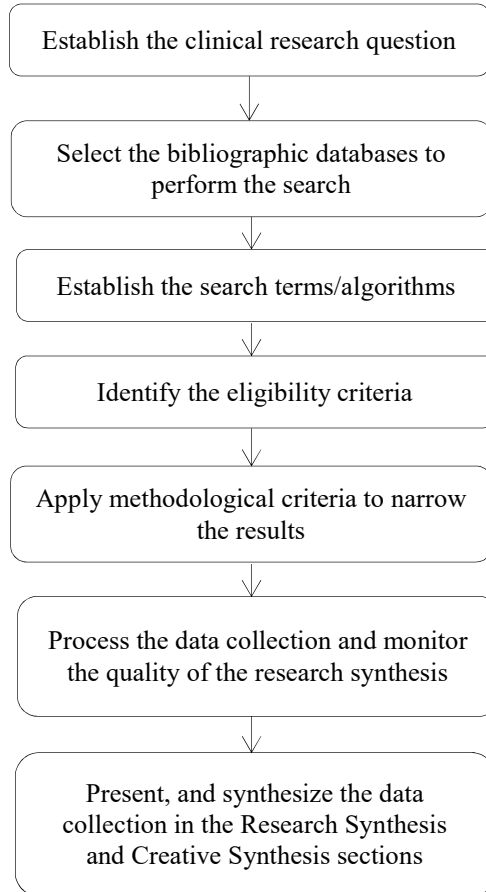 Establish the clinical research question
Select the bibliographic databases to
perform the search
Establish the search terms/algorithms
Identify the eligibility criteria
Apply methodological criteria to narrow
the results
Process the data collection and monitor
the quality of the research synthesis
Present, and synthesize the data
collection in the Research Synthesis
and Creative Synthesis sections